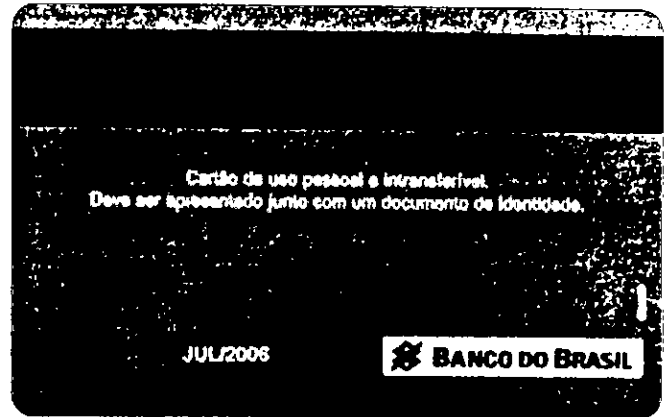 Cartão de uso pessoal e intransferível.
Deve ser apresentado junto com um documento de identidade.
JUL/2006
BANCO DO BRASIL